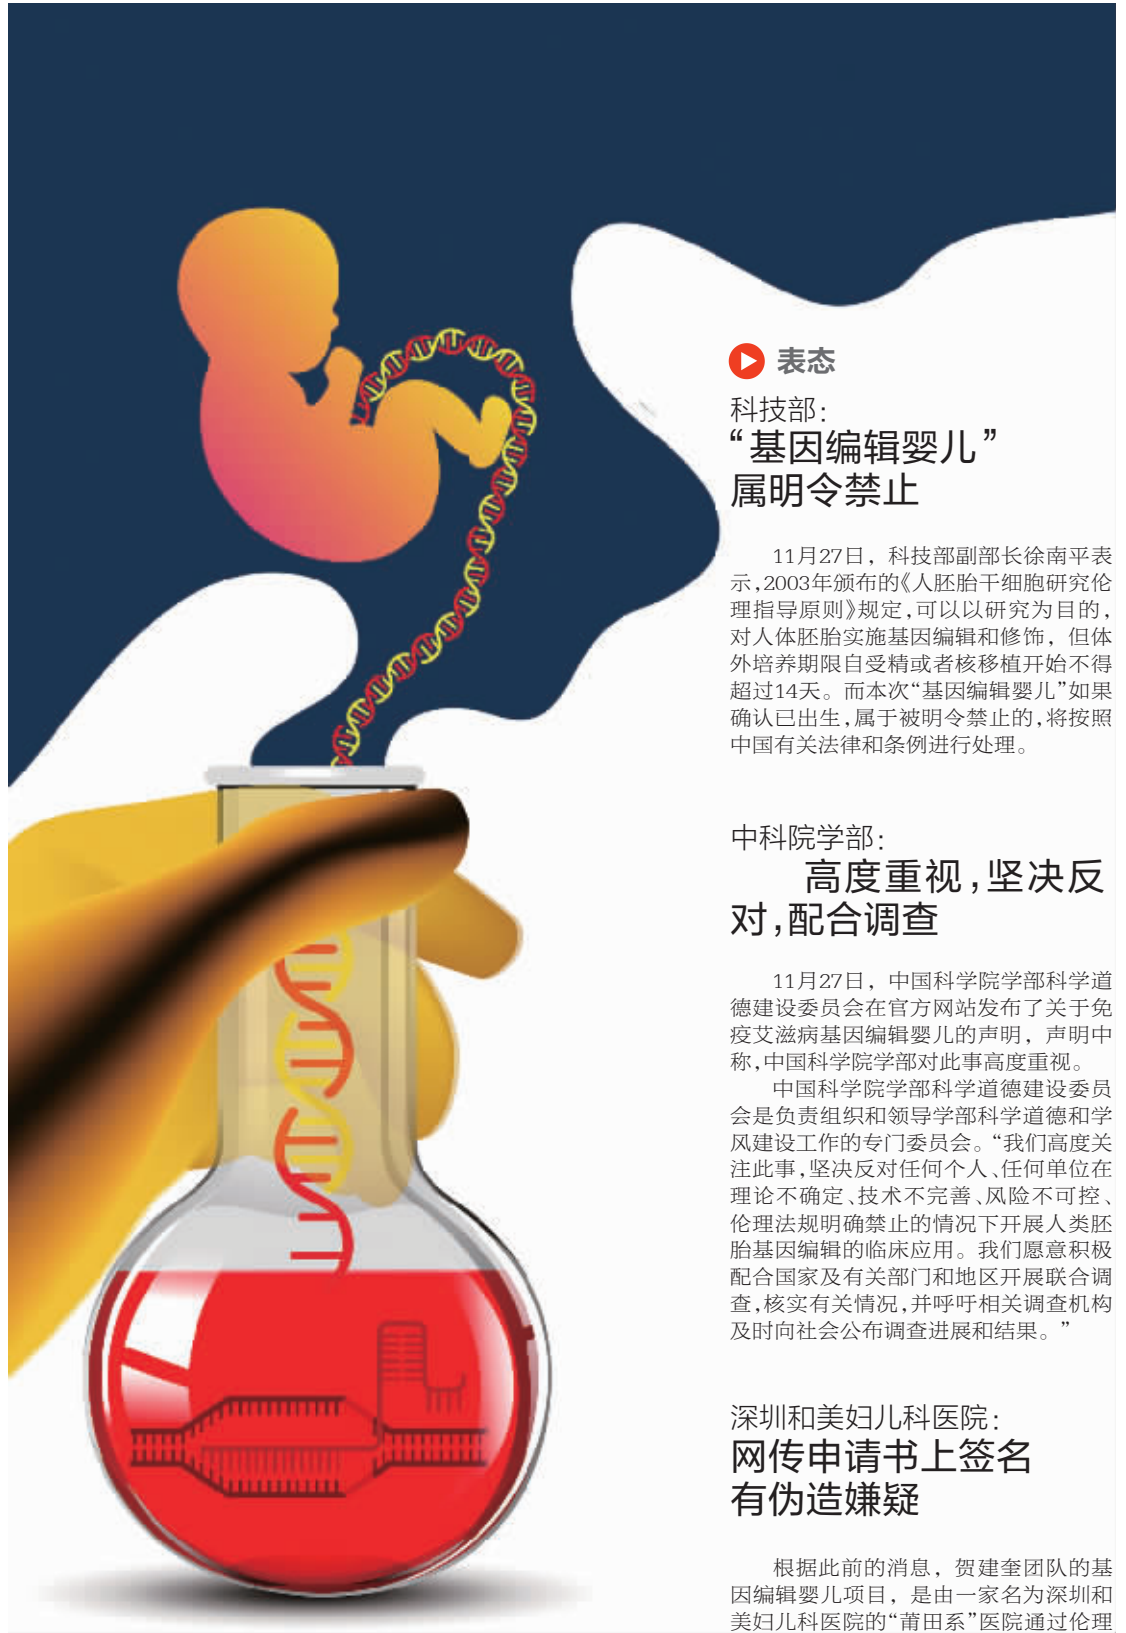 表态
科技部：
“基因编辑婴儿”
属明令禁止
11月27日，科技部副部长徐南平表
示，2003年颁布的《人胚胎干细胞研究伦
理指导原则》规定，可以以研究为目的，
对人体胚胎实施基因编辑和修饰，但体
外培养期限自受精或者核移植开始不得
超过14天。而本次“基因编辑婴儿”如果
确认已出生，属于被明令禁止的，将按照
中国有关法律和条例进行处理。
中科院学部：
高度重视，坚决反
对，配合调查
11月27日，中国科学院学部科学道
德建设委员会在官方网站发布了关于免
疫艾滋病基因编辑婴儿的声明，声明中
称，中国科学院学部对此事高度重视。
中国科学院学部科学道德建设委员
会是负责组织和领导学部科学道德和学
风建设工作的专门委员会。“我们高度关
注此事，坚决反对任何个人、任何单位在
理论不确定、技术不完善、风险不可控、
伦理法规明确禁止的情况下开展人类胚
胎基因编辑的临床应用。我们愿意积极
配合国家及有关部门和地区开展联合调
查，核实有关情况，并呼吁相关调查机构
及时向社会公布调查进展和结果。”
深圳和美妇儿科医院：
网传申请书上签名
有伪造嫌疑
根据此前的消息，贺建奎团队的基
因编辑婴儿项目，是由一家名为深圳和
美妇儿科医院的“莆田系”医院通过伦理